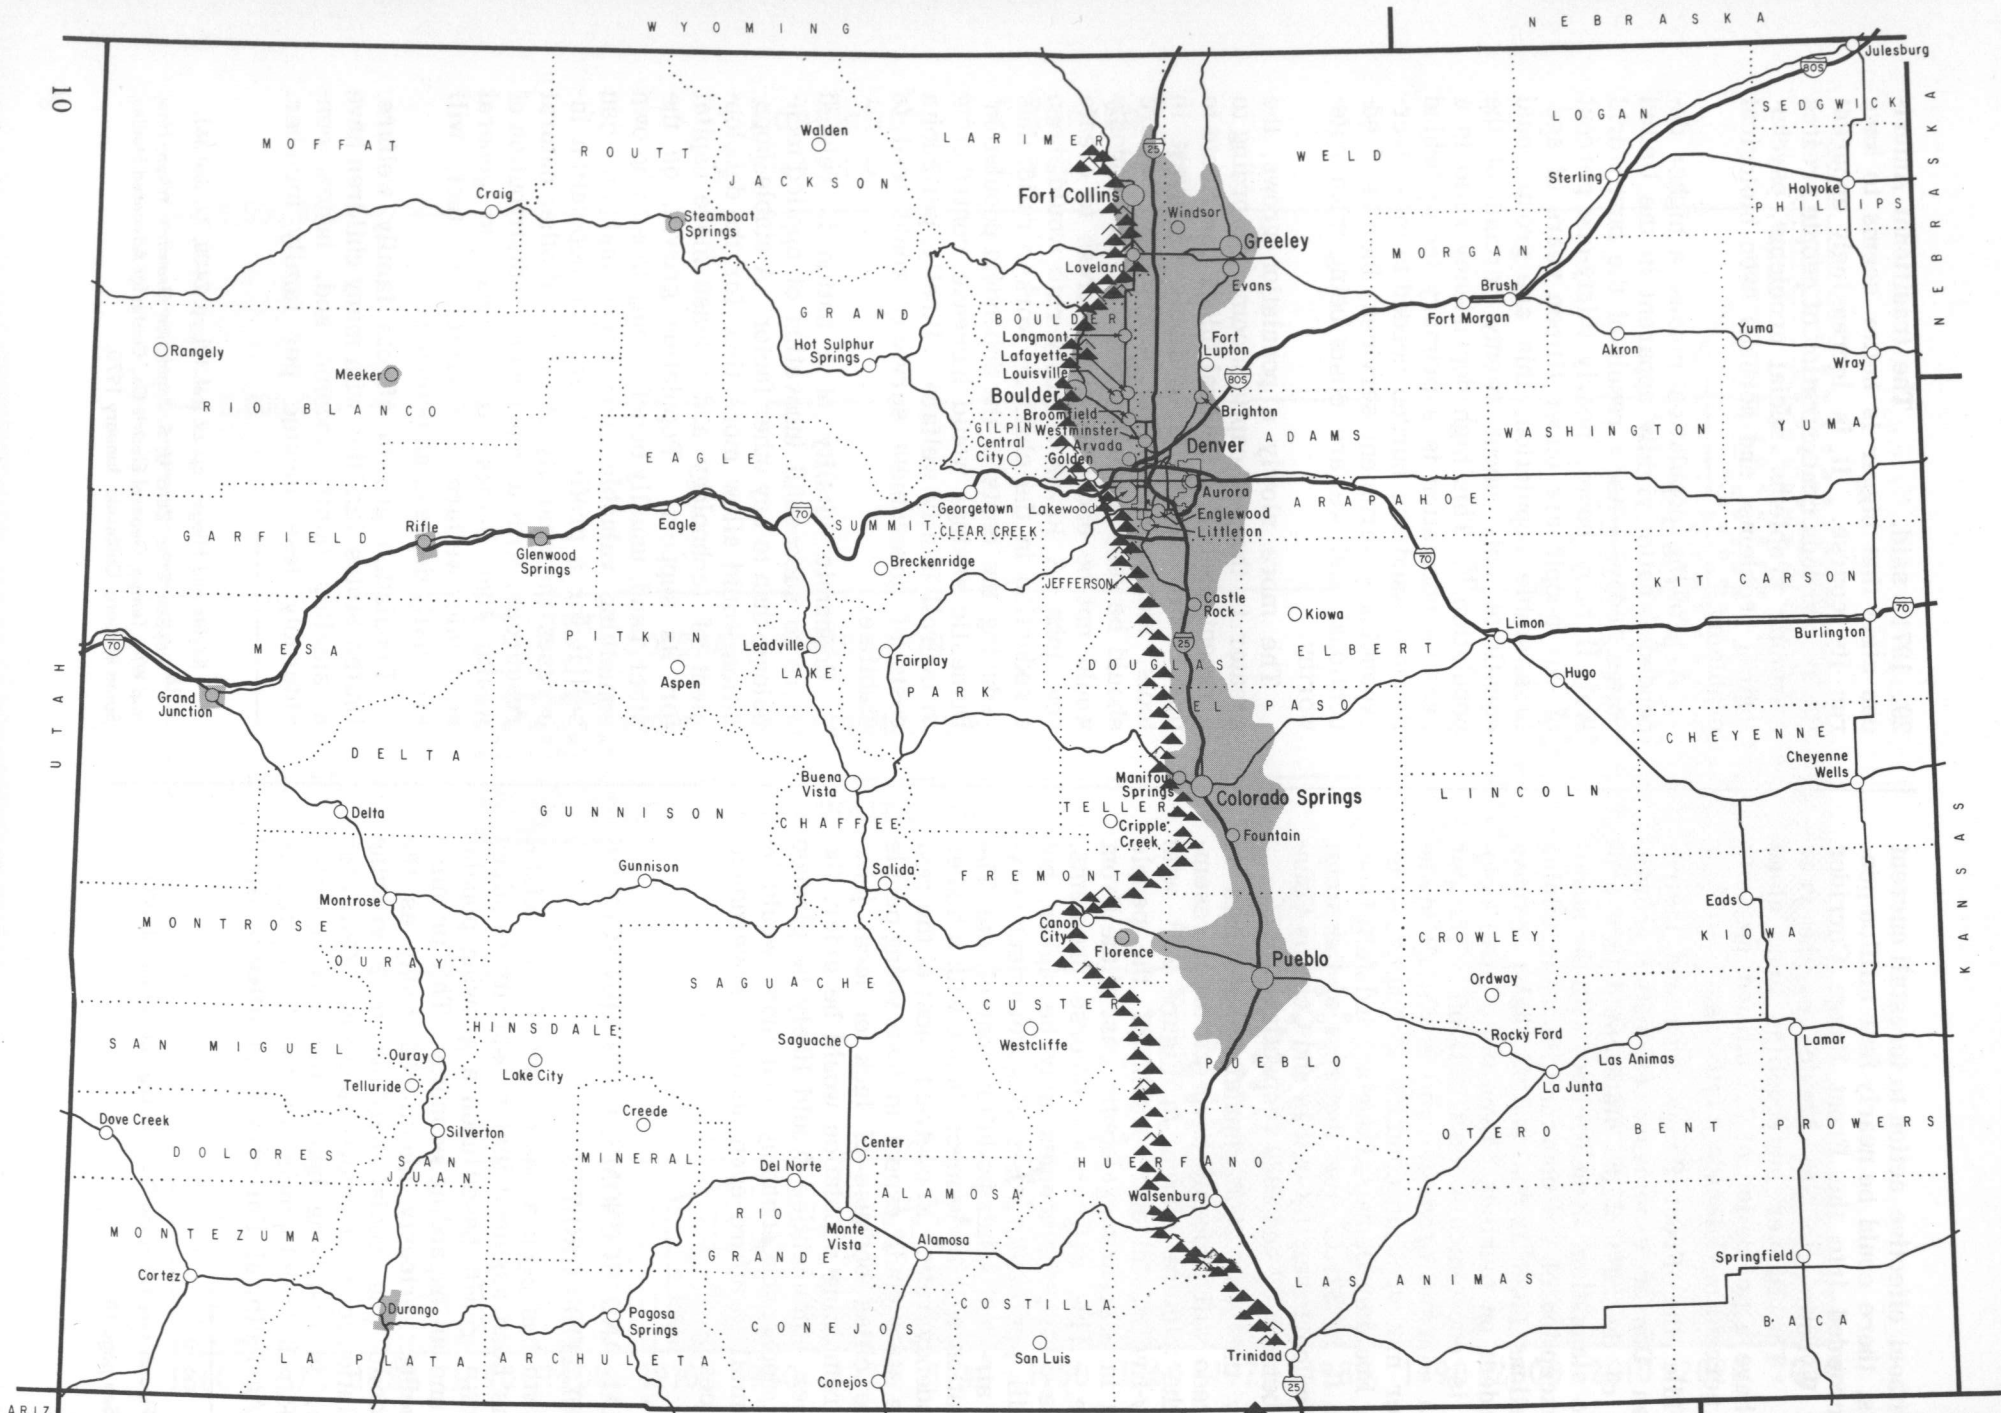 WYOMING
NEBRASKA
Julesburg
80S
10
SEDGWICK
LOGAN
NEBRASKA
MOFFAT
ROUTT
Walden
LARIMER
25
WELD
JACKSON
Sterling
Holyoke
Craig
Fort Collins
PHILLIPS
Steamboat
Springs
Windsor
Greeley
MORGAN
Loveland
Evans
Brush
GRAND
BOULDER
Fort Morgan
Rangely
Hot Sulphur
Springs
Longmont
Fort
Lupton
Akron
Yuma
Lafayette
Wray
Meeker
Louisville
80S
RIO BLANCO
Boulder
Broomfield
Brighton
GILPIN
Westminster
ADAMS
WASHINGTON
YUMA
Central
City
Arvada
Denver
EAGLE
Golden
Aurora
ARAPAHOE
Georgetown
Lakewood
Englewood
Eagle
70
SUMMIT
CLEAR CREEK
Littleton
GARFIELD
Rifle
Glenwood
Springs
Breckenridge
70
JEFFERSON
KIT CARSON
Castle
Rock
Kiowa
Limon
70
Burlington
PITKIN
Leadville
25
70
MESA
Fairplay
ELBERT
UTAH
Aspen
LAKE
DOUGLAS
Hugo
Grand
Junction
PARK
EL PASO
CHEYENNE
DELTA
Cheyenne
Wells
Buena
Vista
Manitou
Springs
Colorado Springs
LINCOLN
Delta
GUNNISON
CHAFFEE
TELLER
Cripple
Creek
Fountain
KANSAS
Gunnison
Salida
FREMONT
Montrose
Eads
MONTROSE
Canon
City
Florence
CROWLEY
KIOWA
OURAY
Pueblo
SAGUACHE
Ordway
CUSTER
HINSDALE
Westcliffe
SAN MIGUEL
Ouray
Saguache
Rocky Ford
Las Animas
Lamar
Telluride
Lake City
PUEBLO
La Junta
Dove Creek
Creede
Silverton
Center
OTERO
BENT
PROWERS
DOLORES
SAN
JUAN
MINERAL
Del Norte
HUERFANO
ALAMOSA
Walsenburg
RIO
GRANDE
Monte
Vista
MONTEZUMA
Alamosa
Springfield
Cortez
LAS ANIMAS
Durango
Pagosa
Springs
COSTILLA
CONEJOS
BACA
San Luis
Trinidad
LA PLATA
ARCHULETA
Conejos
25
ARIZ